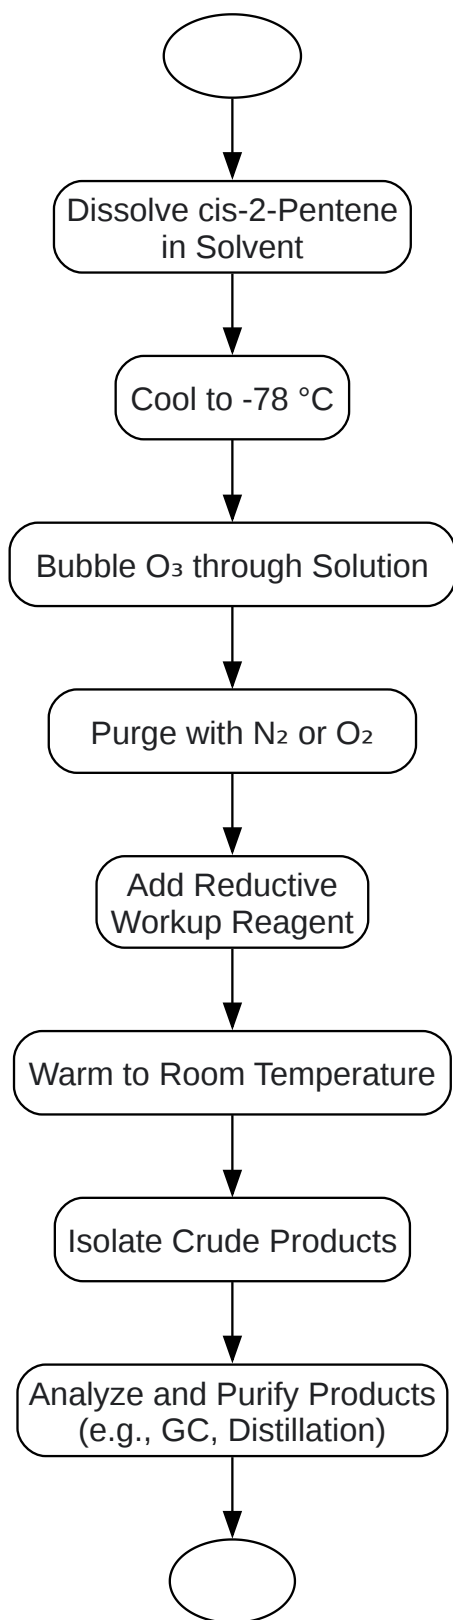 Dissolve cis-2-Pentene
in Solvent
Cool to -78 °C
Bubble O₃ through Solution
Purge with N₂ or O₂
Add Reductive
Workup Reagent
Warm to Room Temperature
Isolate Crude Products
Analyze and Purify Products
(e.g., GC, Distillation)